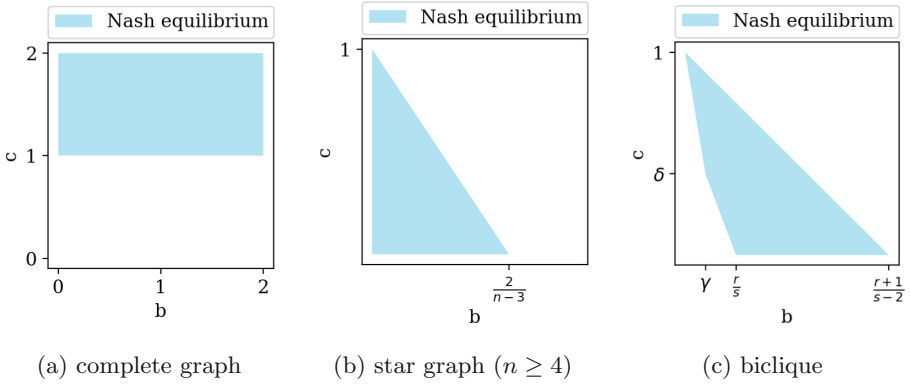 Nash equilibrium
2
1
0
c
0 1 2
b
(a) complete graph
Nash equilibrium
1
c
2/(n − 3)
b
(b) star graph (n ≥ 4)
Nash equilibrium
1
δ
c
γ r/s (r+1)/(s−2)
b
(c) biclique